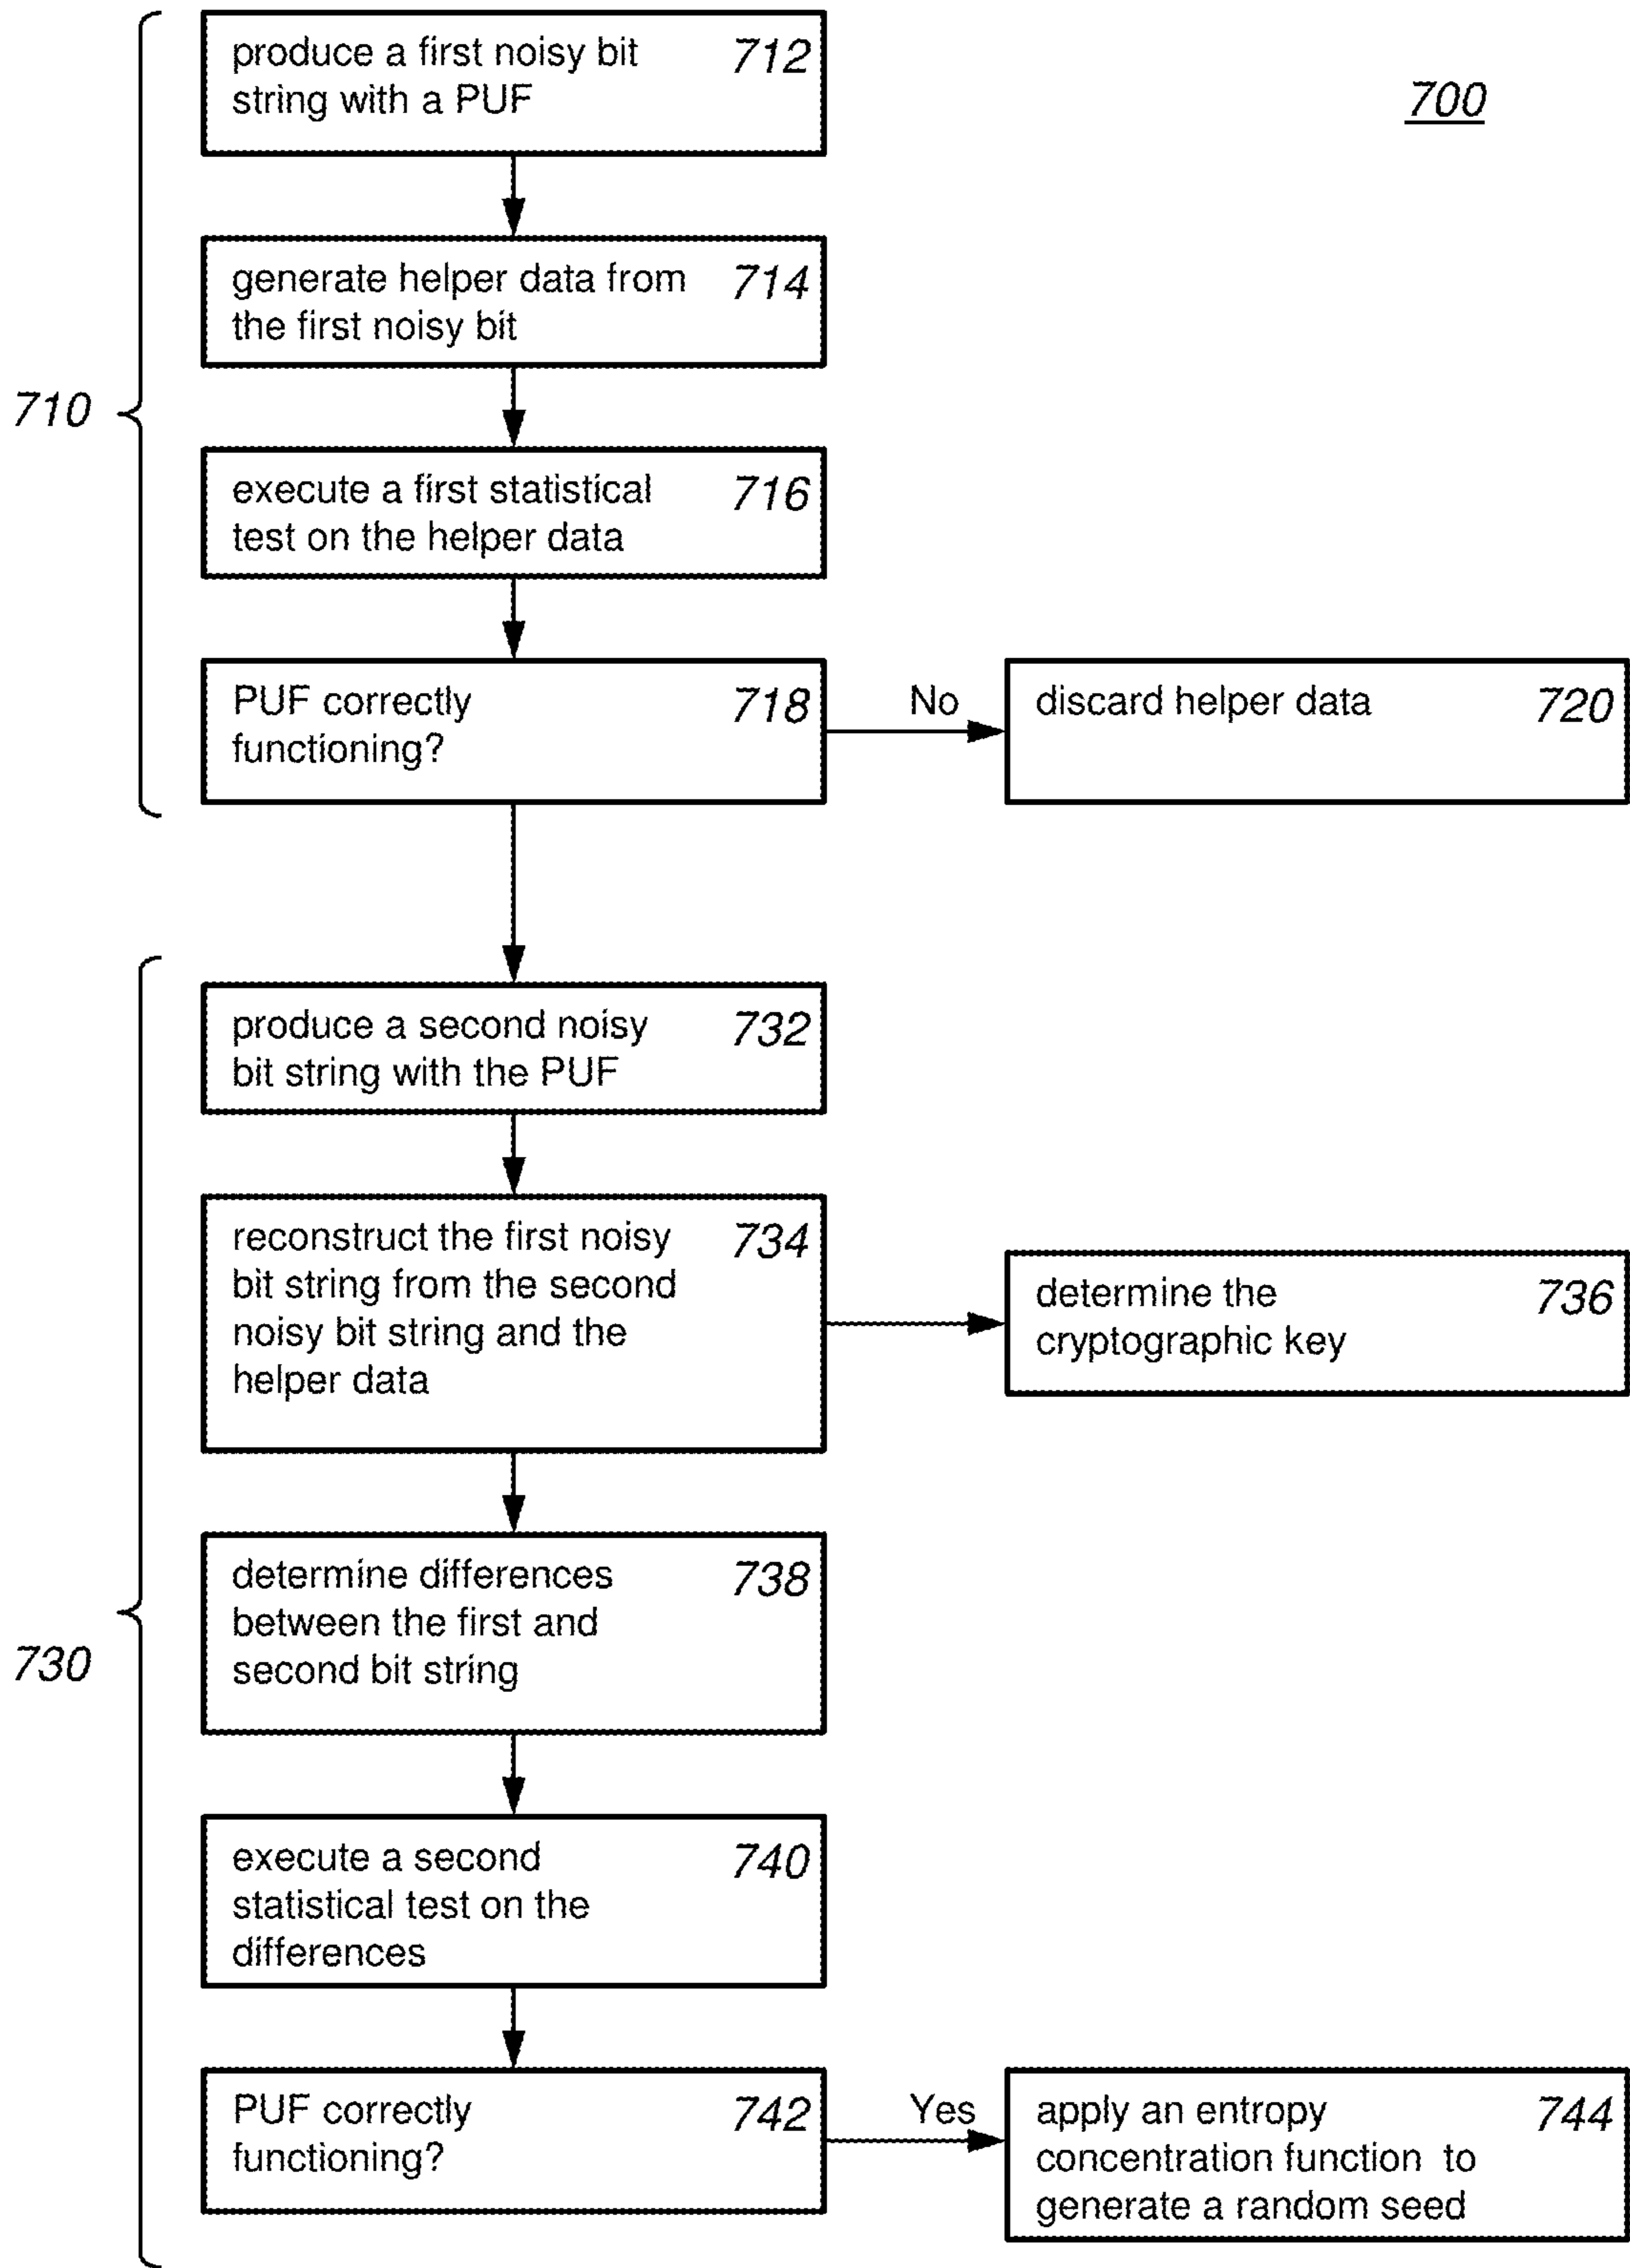 produce a first noisy bit 712
string with a PUF
700
generate helper data from 714
the first noisy bit
710
execute a first statistical 716
test on the helper data
PUF correctly 718
functioning?
No
discard helper data 720
produce a second noisy 732
bit string with the PUF
reconstruct the first noisy 734
bit string from the second
noisy bit string and the
helper data
determine the 736
cryptographic key
determine differences 738
between the first and
second bit string
730
execute a second 740
statistical test on the
differences
PUF correctly 742
functioning?
Yes
apply an entropy 744
concentration function to
generate a random seed